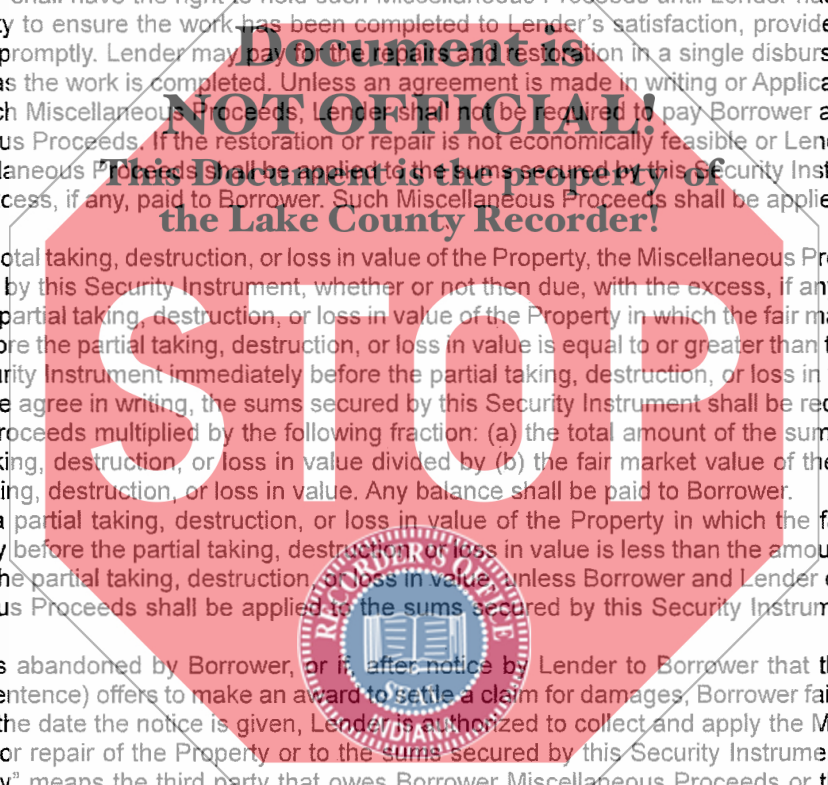 shall have the right to hold such Miscellaneous Proceeds until Lender
y to ensure the work has been completed to Lender's satisfaction, provide
Document is
promptly. Lender may pay for the repairs and restoration in a single disburs
as the work is completed. Unless an agreement is made in writing or Applica
ch Miscellaneous Proceeds, Lender shall not be required to pay Borrower a
NOT OFFICIAL!
us Proceeds. If the restoration or repair is not economically feasible or Len
laneous Proceeds shall be applied to the sums secured by this Security Inst
This Document is the property of
cess, if any, paid to Borrower. Such Miscellaneous Proceeds shall be applie
the Lake County Recorder!
otal taking, destruction, or loss in value of the Property, the Miscellaneous Pr
by this Security Instrument, whether or not then due, with the excess, if an
partial taking, destruction, or loss in value of the Property in which the fair ma
ore the partial taking, destruction, or loss in value is equal to or greater than t
urity Instrument immediately before the partial taking, destruction, or loss in
STOP
e agree in writing, the sums secured by this Security Instrument shall be red
roceeds multiplied by the following fraction: (a) the total amount of the sum
king, destruction, or loss in value divided by (b) the fair market value of the
ing, destruction, or loss in value. Any balance shall be paid to Borrower.
a partial taking, destruction, or loss in value of the Property in which the f
y before the partial taking, destruction, or loss in value is less than the amou
he partial taking, destruction, or loss in value, unless Borrower and Lender
us Proceeds shall be applied to the sums secured by this Security Instrum
RECORDER'S OFFICE
SEAL
INDIANA
s abandoned by Borrower, or if, after notice by Lender to Borrower that t
entence) offers to make an award to settle a claim for damages, Borrower fai
the date the notice is given, Lender is authorized to collect and apply the M
or repair of the Property or to the sums secured by this Security Instrume
y" means the third party that owes Borrower Miscellaneous Proceeds or t